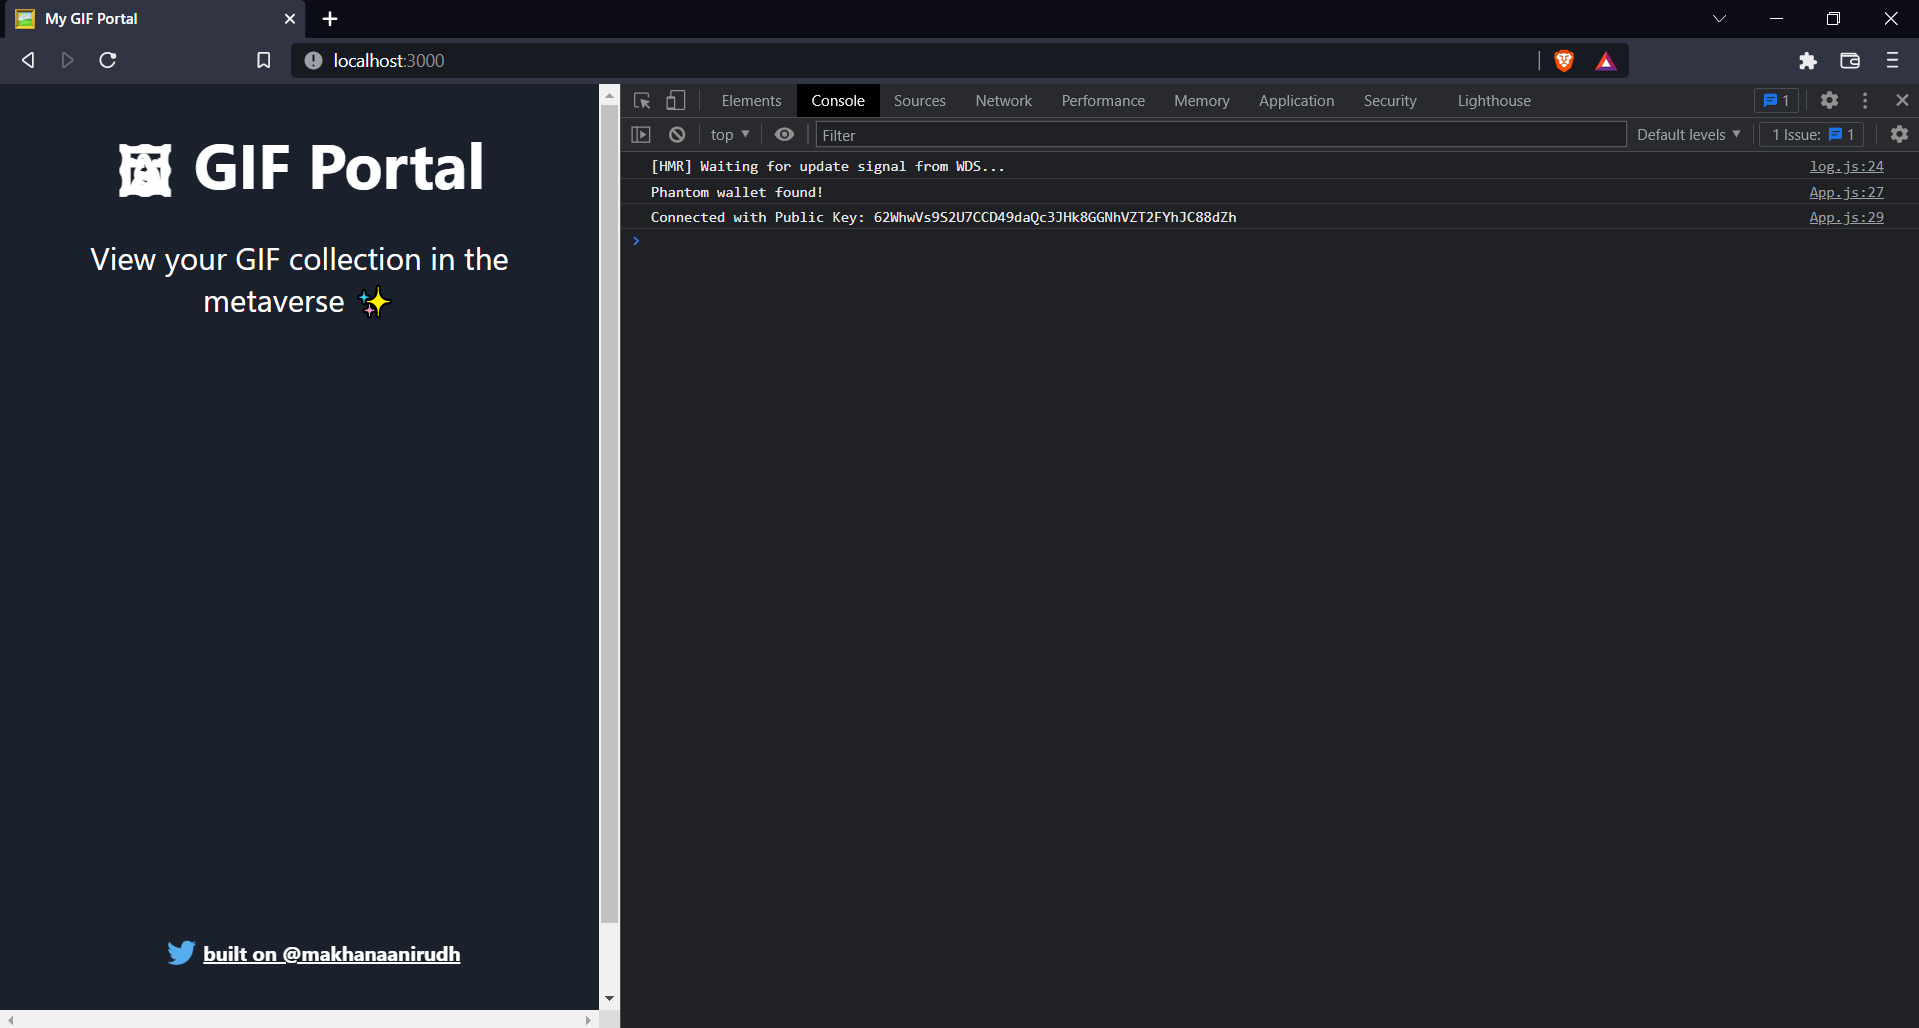 My GIF Portal
localhost:3000
GIF Portal
View your GIF collection in the
metaverse ✨
built on @makhanaanirudh
Elements Console Sources Network Performance Memory Application Security Lighthouse 1
top Filter Default levels 1 Issue: 1
[HMR] Waiting for update signal from WDS... log.js:24
Phantom wallet found! App.js:27
Connected with Public Key: 62WhwVs9S2U7CCD49daQc3JHk8GGNhVZT2FYhJC88dZh App.js:29